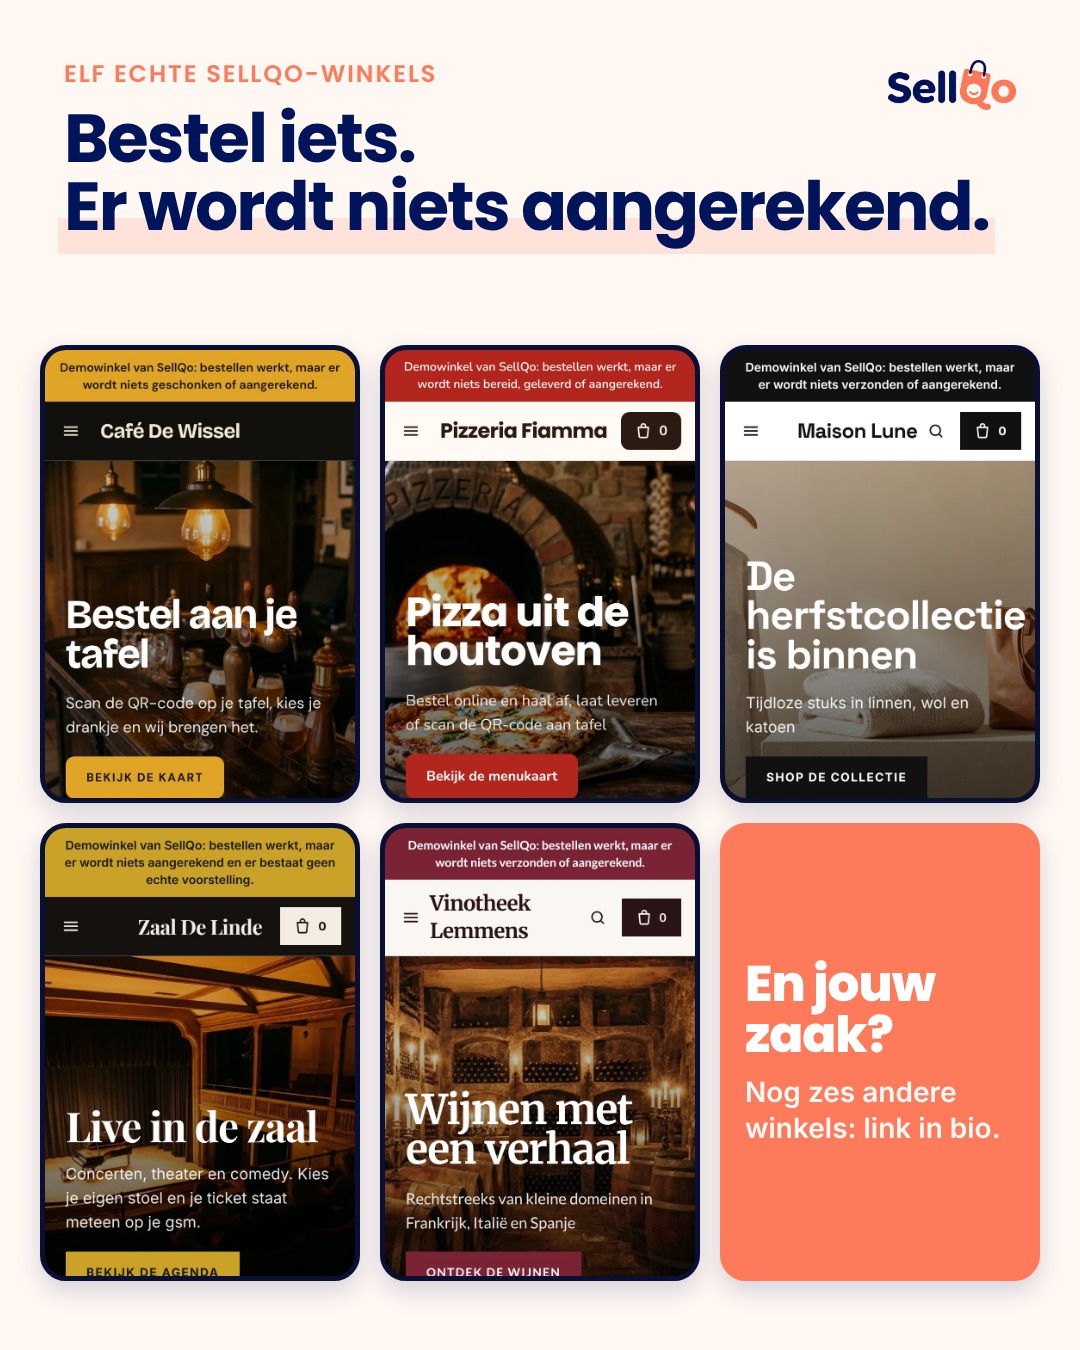 ELF ECHTE SELLQO-WINKELS
SellQo
Bestel iets.
Er wordt niets aangerekend.
Demowinkel van SellQo: bestellen werkt, maar er
wordt niets geschonken of aangerekend.
Café De Wissel
Bestel aan je
tafel
Scan de QR-code op je tafel, kies je
drankje en wij brengen het.
BEKIJK DE KAART
Demowinkel van SellQo: bestellen werkt, maar er
wordt niets bereid, geleverd of aangerekend.
Pizzeria Fiamma
0
PIZZERIA
Pizza uit de
houtoven
Bestel online en haal af, laat leveren
of scan de QR-code aan tafel
Bekijk de menukaart
Demowinkel van SellQo: bestellen werkt, maar
er wordt niets verzonden of aangerekend.
Maison Lune
0
De
herfstcollectie
is binnen
Tijdloze stuks in linnen, wol en
katoen
SHOP DE COLLECTIE
Demowinkel van SellQo: bestellen werkt, maar
er wordt niets aangerekend en er bestaat geen
echte voorstelling.
Zaal De Linde
0
Live in de zaal
Concerten, theater en comedy. Kies
je eigen stoel en je ticket staat
meteen op je gsm.
BEKIJK DE AGENDA
Demowinkel van SellQo: bestellen werkt, maar er
wordt niets verzonden of aangerekend.
Vinotheek
Lemmens
0
Wijnen met
een verhaal
Rechtstreeks van kleine domeinen in
Frankrijk, Italië en Spanje
ONTDEK DE WIJNEN
En jouw
zaak?
Nog zes andere
winkels: link in bio.